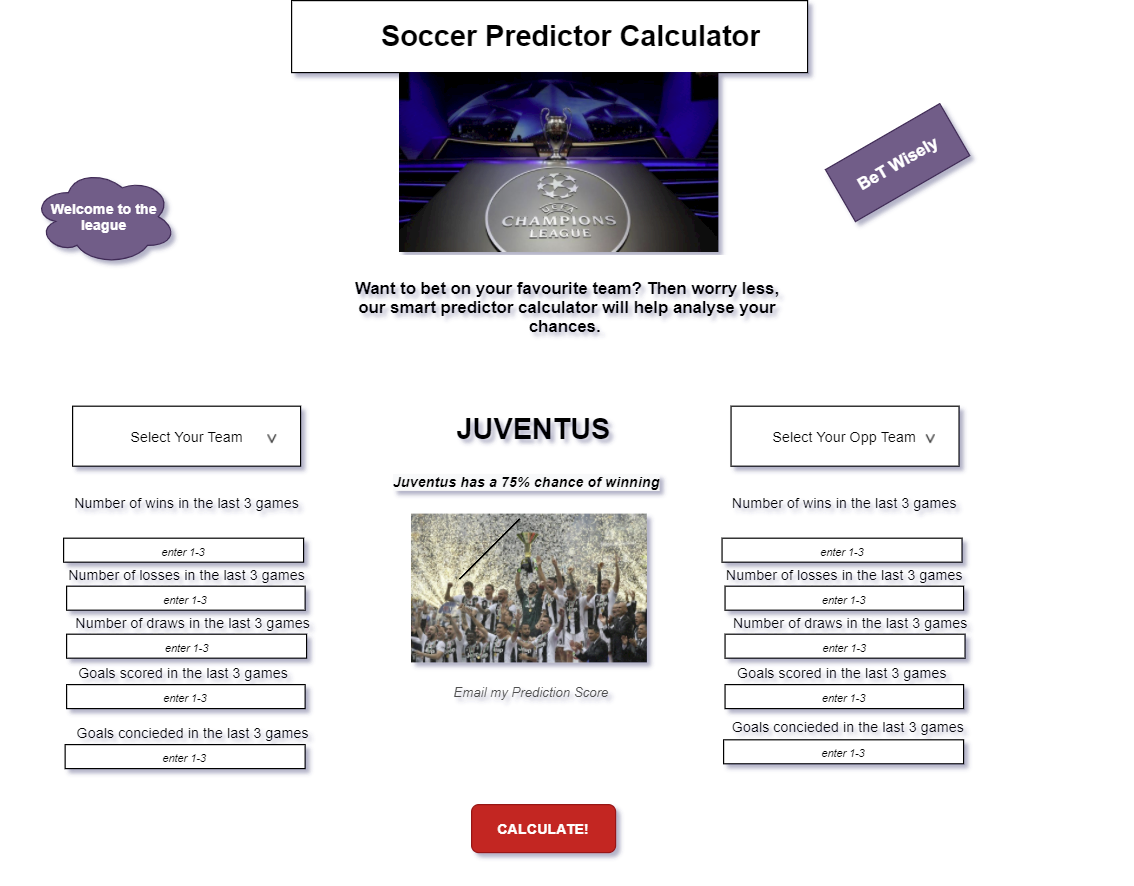 Soccer Predictor Calculator
BeT Wisely
Welcome to the
league
UEFA
CHAMPIONS
LEAGUE
Want to bet on your favourite team? Then worry less,
our smart predictor calculator will help analyse your
chances.
Select Your Team v
Number of wins in the last 3 games
enter 1-3
Number of losses in the last 3 games
enter 1-3
Number of draws in the last 3 games
enter 1-3
Goals scored in the last 3 games
enter 1-3
Goals concieded in the last 3 games
enter 1-3
JUVENTUS
Juventus has a 75% chance of winning
Email my Prediction Score
Select Your Opp Team v
Number of wins in the last 3 games
enter 1-3
Number of losses in the last 3 games
enter 1-3
Number of draws in the last 3 games
enter 1-3
Goals scored in the last 3 games
enter 1-3
Goals concieded in the last 3 games
enter 1-3
CALCULATE!